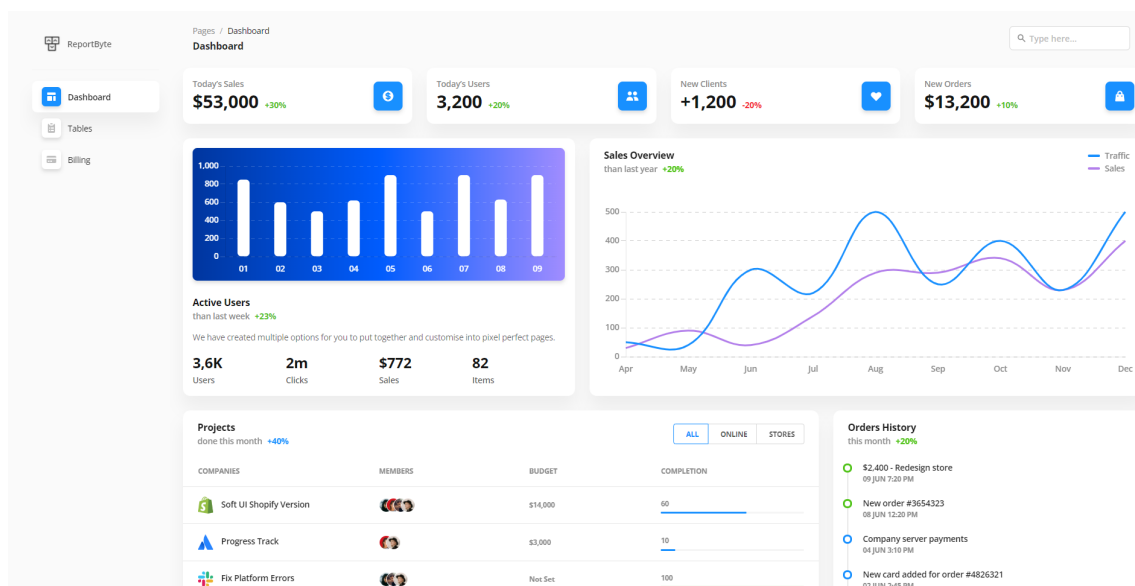 ReportByte
Dashboard
Tables
Billing
Pages / Dashboard
Dashboard
Type here...
Today's Sales
$53,000 +30%
Today's Users
3,200 +20%
New Clients
+1,200 -20%
New Orders
$13,200 +10%
1,000
800
600
400
200
0
01 02 03 04 05 06 07 08 09
Active Users
than last week +23%
We have created multiple options for you to put together and customise into pixel perfect pages.
3,6K
Users
2m
Clicks
$772
Sales
82
Items
Sales Overview
than last year +20%
Traffic
Sales
500
400
300
200
100
0
Apr May Jun Jul Aug Sep Oct Nov Dec
Projects
done this month +40%
ALL ONLINE STORES
COMPANIES MEMBERS BUDGET COMPLETION
Soft UI Shopify Version $14,000 60
Progress Track $3,000 10
Fix Platform Errors Not Set 100
Orders History
this month +20%
$2,400 - Redesign store
09 JUN 7:20 PM
New order #3654323
08 JUN 12:20 PM
Company server payments
04 JUN 3:10 PM
New card added for order #4826321
02 JUN 2:45 PM